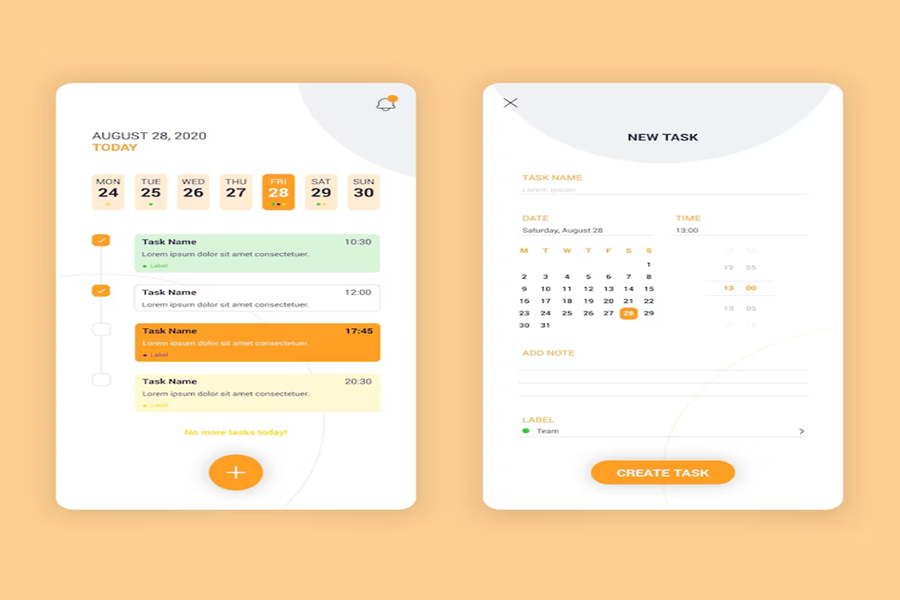 AUGUST 28, 2020
TODAY
MON TUE WED THU FRI SAT SUN
24 25 26 27 28 29 30
Task Name 10:30
Lorem ipsum dolor sit amet consectetuer.
Label
Task Name 12:00
Lorem ipsum dolor sit amet consectetuer.
Task Name 17:45
Lorem ipsum dolor sit amet consectetuer.
Label
Task Name 20:30
Lorem ipsum dolor sit amet consectetuer.
Label
No more tasks today!
NEW TASK
TASK NAME
Lorem ipsum
DATE TIME
Saturday, August 28 13:00
M T W T F S S
1
2 3 4 5 6 7 8
9 10 11 12 13 14 15
16 17 18 19 20 21 22
23 24 25 26 27 28 29
30 31
12 55
13 00
13 05
ADD NOTE
LABEL
Team
CREATE TASK